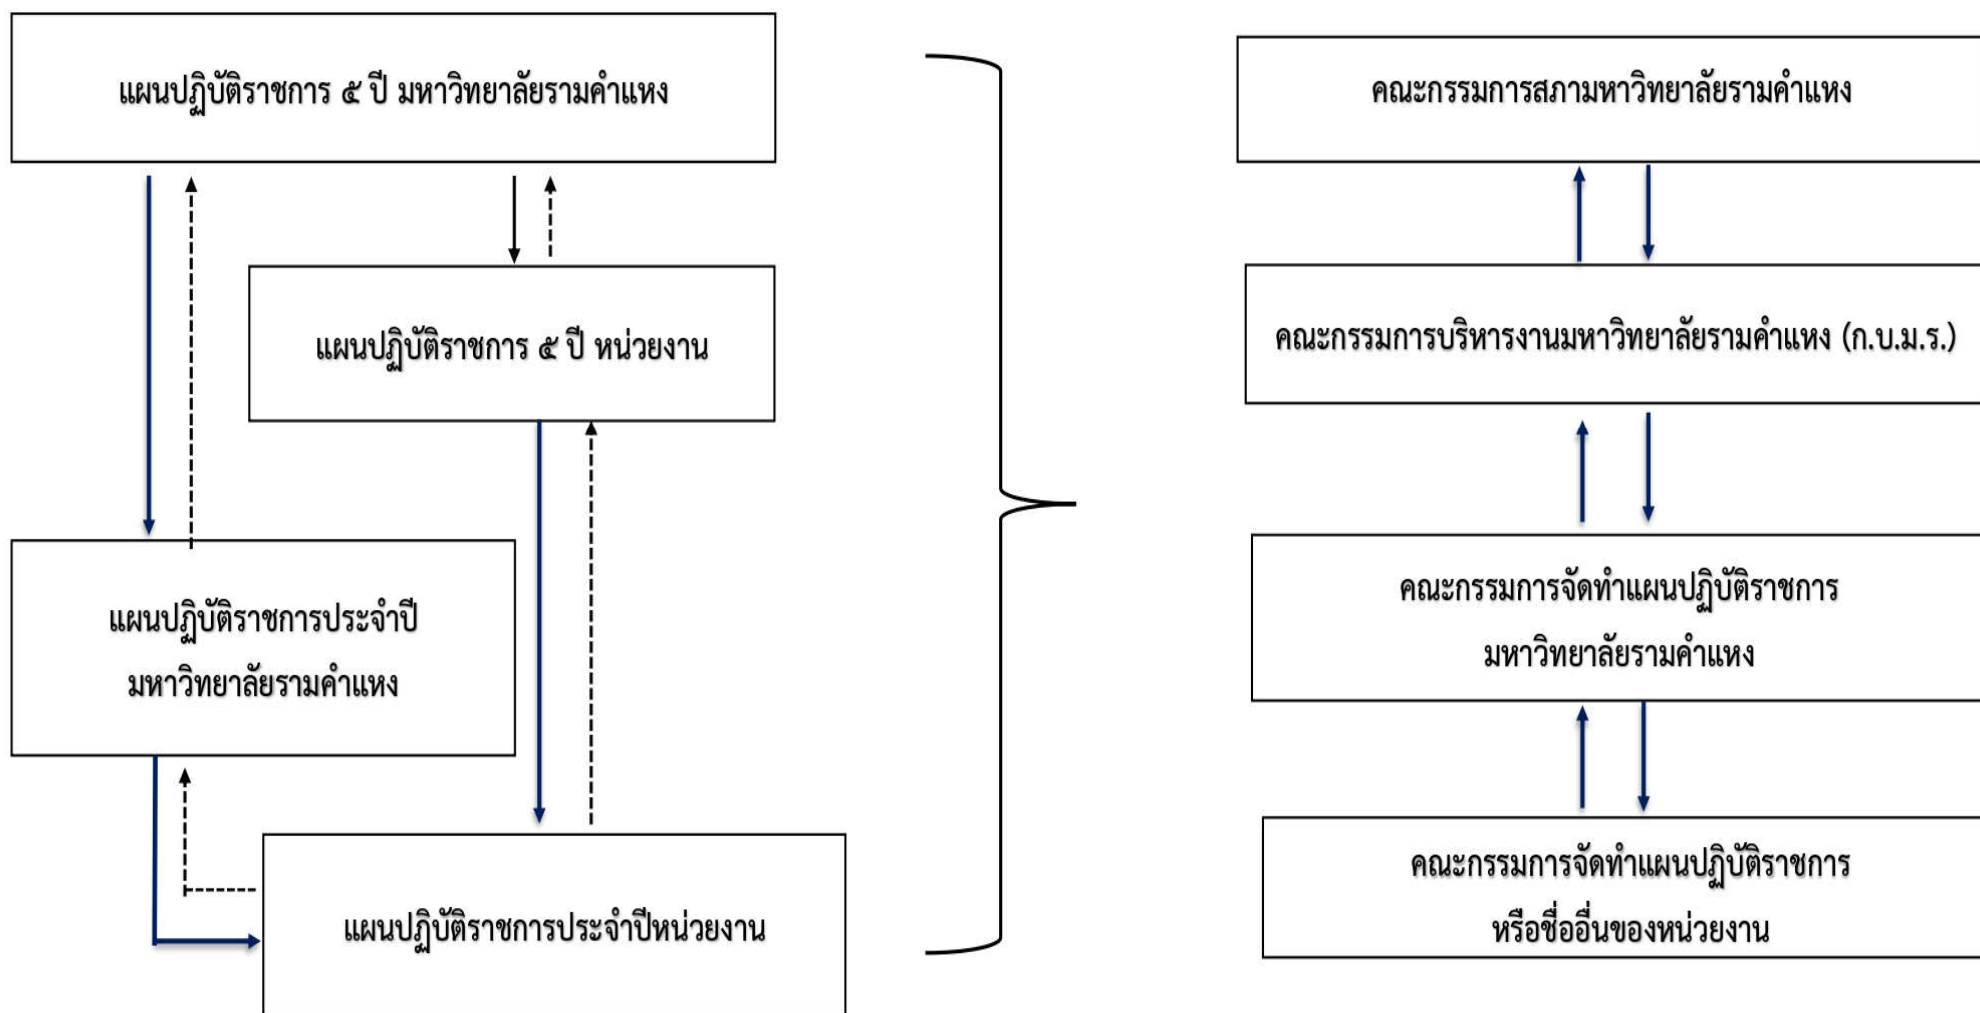 แผนปฏิบัติราชการ ๕ ปี มหาวิทยาลัยรามคำแหง
แผนปฏิบัติราชการ ๕ ปี หน่วยงาน
แผนปฏิบัติราชการประจำปี
มหาวิทยาลัยรามคำแหง
แผนปฏิบัติราชการประจำปีหน่วยงาน
คณะกรรมการสภามหาวิทยาลัยรามคำแหง
คณะกรรมการบริหารงานมหาวิทยาลัยรามคำแหง (ก.บ.ม.ร.)
คณะกรรมการจัดทำแผนปฏิบัติราชการ
มหาวิทยาลัยรามคำแหง
คณะกรรมการจัดทำแผนปฏิบัติราชการ
หรือชื่ออื่นของหน่วยงาน